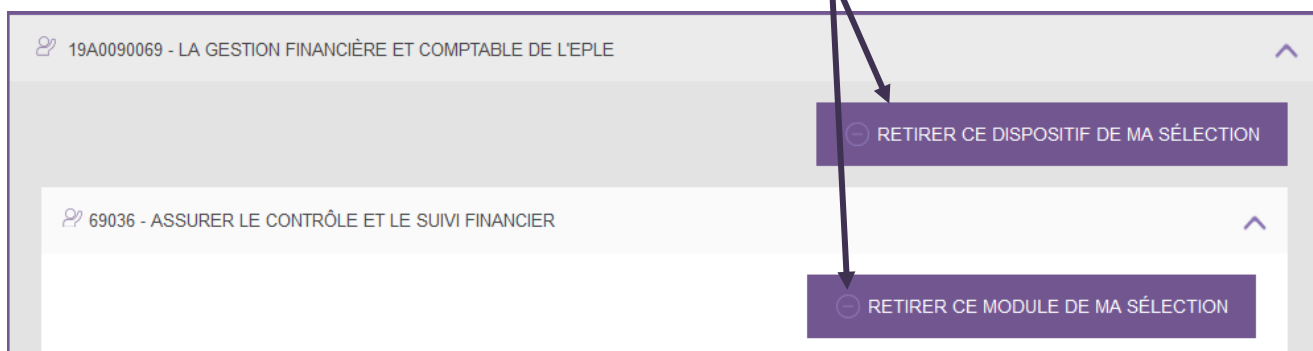 19A0090069 - LA GESTION FINANCIÈRE ET COMPTABLE DE L'EPLE
RETIRER CE DISPOSITIF DE MA SÉLECTION
69036 - ASSURER LE CONTRÔLE ET LE SUIVI FINANCIER
RETIRER CE MODULE DE MA SÉLECTION